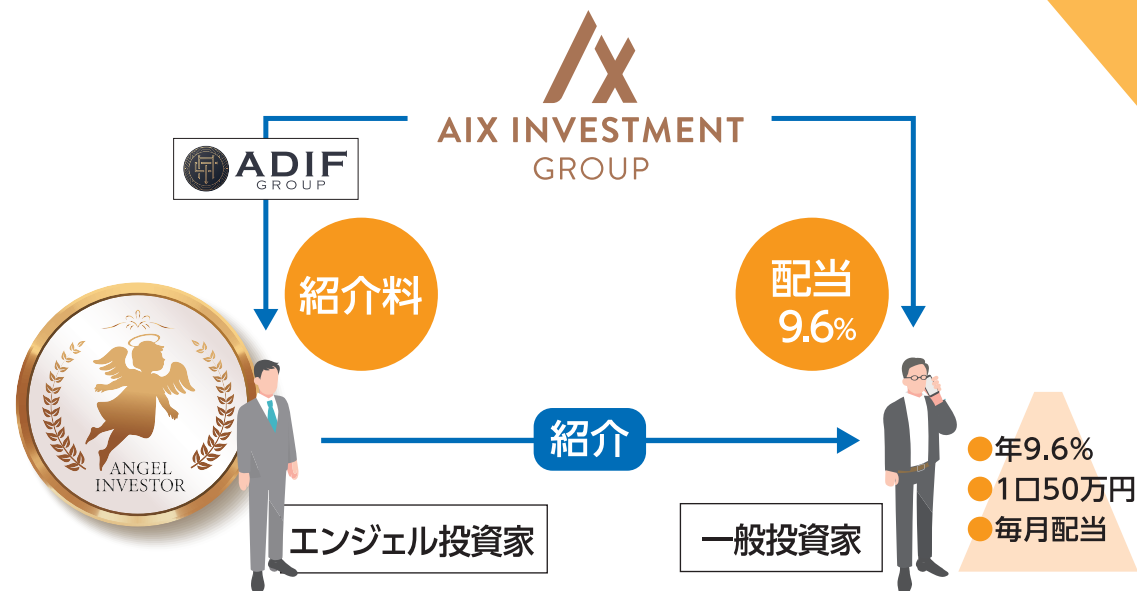 AIX INVESTMENT
GROUP
ADIF
GROUP
紹介料
配当
9.6%
ANGEL
INVESTOR
紹介
エンジェル投資家
一般投資家
●年9.6%
●1口50万円
●毎月配当